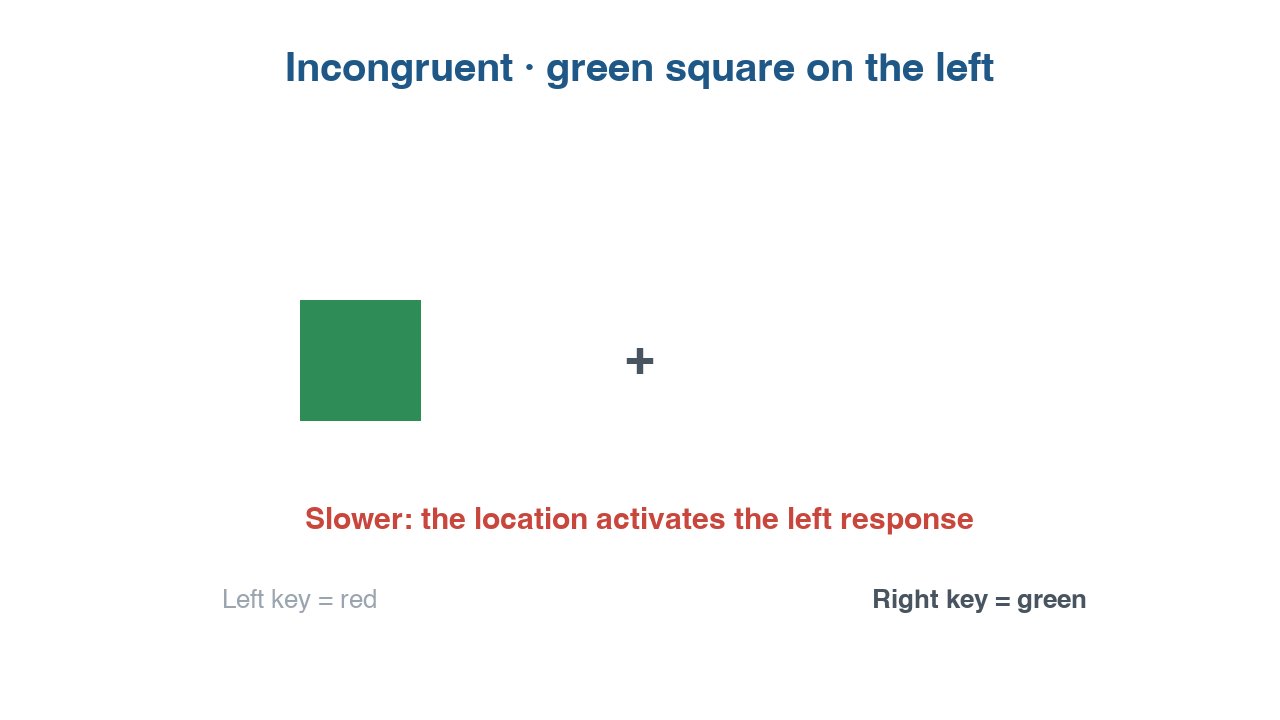 Incongruent · green square on the left
+
Slower: the location activates the left response
Left key = red
Right key = green